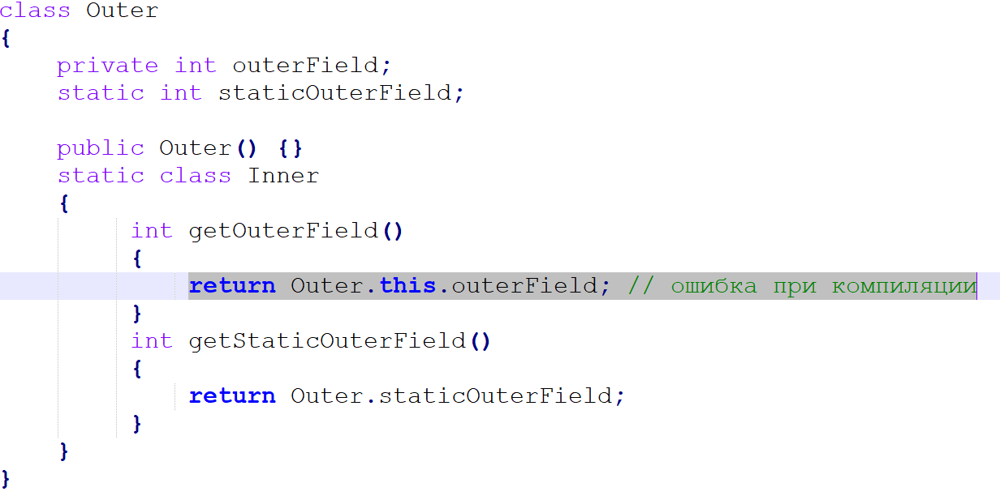 class Outer
{
    private int outerField;
    static int staticOuterField;

    public Outer() {}
    static class Inner
    {
         int getOuterField()
         {
             return Outer.this.outerField; // ошибка при компиляции
         }
         int getStaticOuterField()
         {
             return Outer.staticOuterField;
         }
    }
}